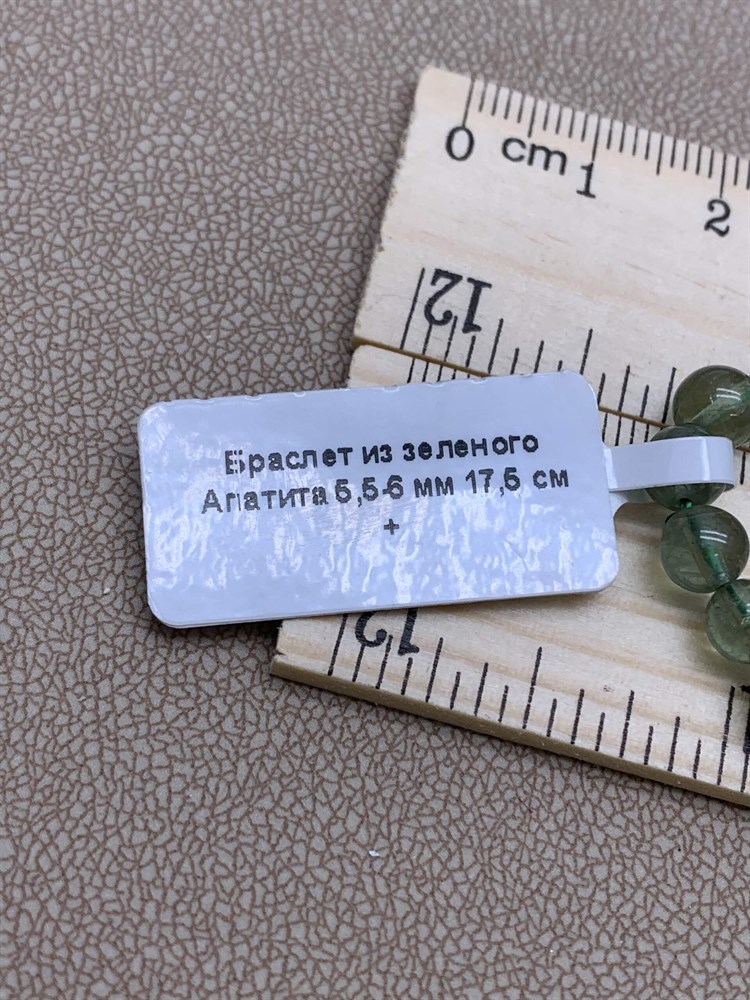 0 cm 1 2
12
Браслет из зеленого
Апатита 5,5-6 мм 17,5 см
+
12